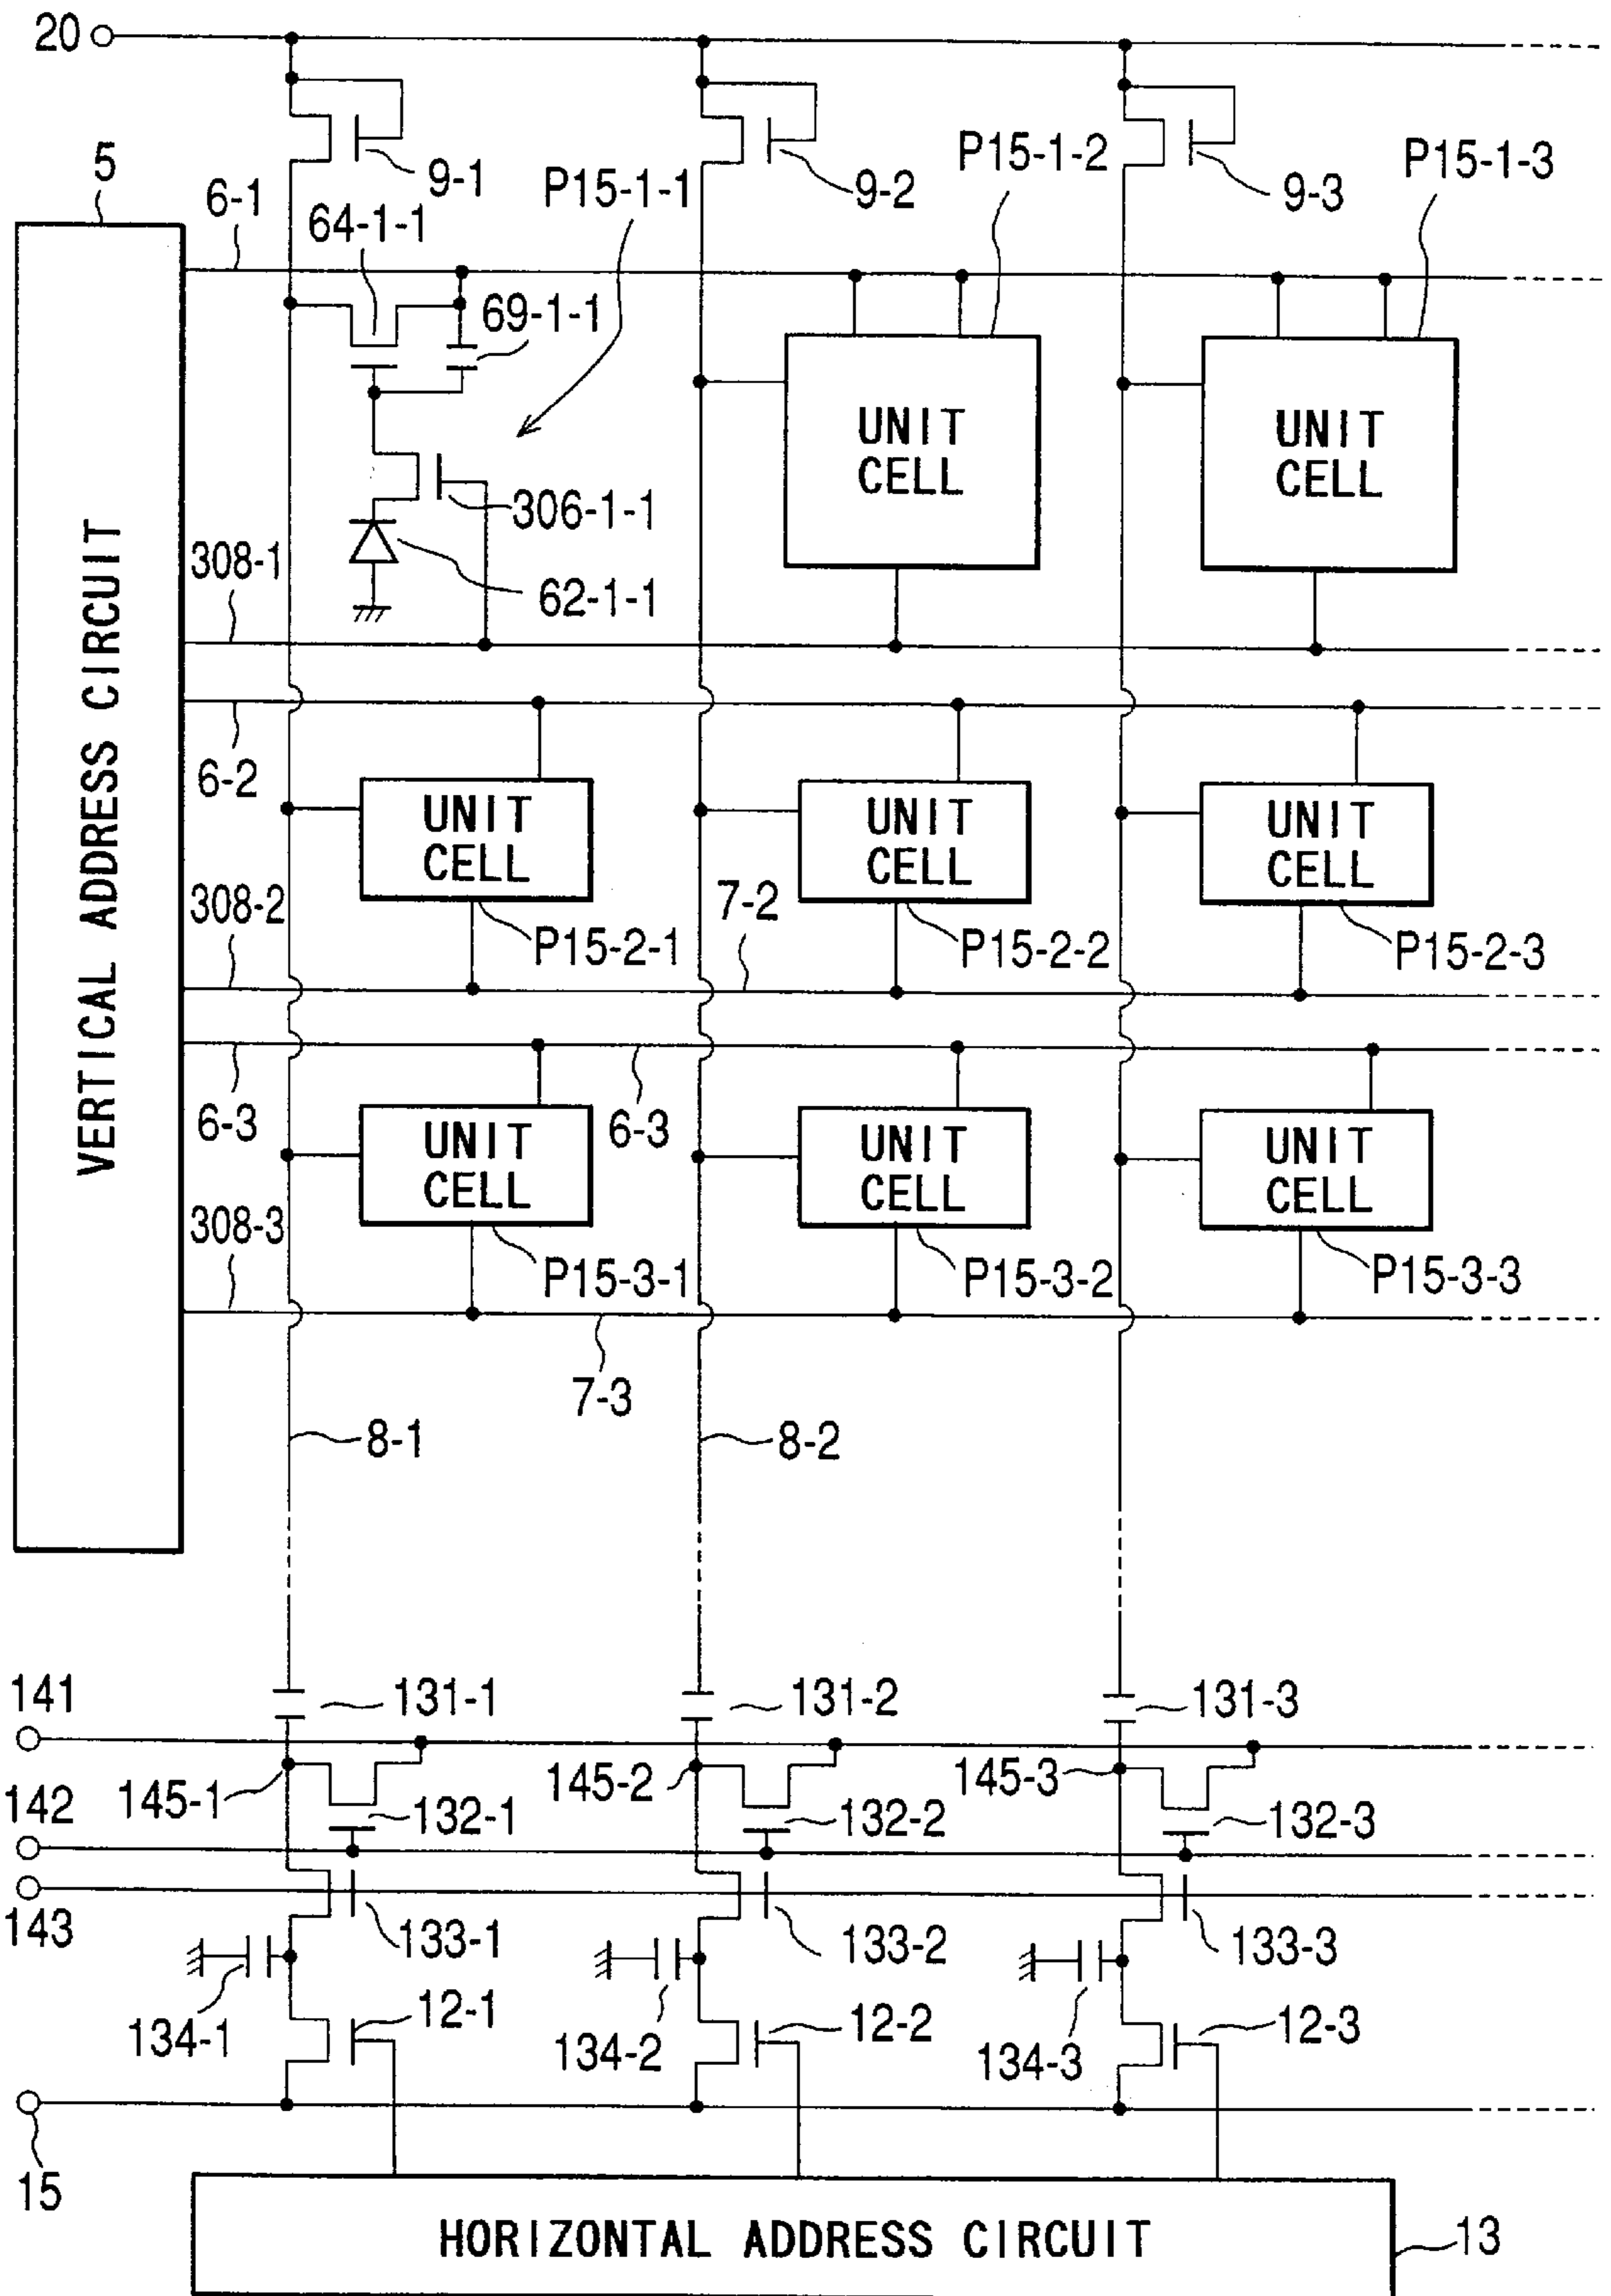 20
5
9-1
P15-1-1
9-2
P15-1-2
9-3
P15-1-3
6-1
64-1-1
69-1-1
UNIT
CELL
UNIT
CELL
306-1-1
308-1
62-1-1
VERTICAL ADDRESS CIRCUIT
6-2
UNIT
CELL
UNIT
CELL
UNIT
CELL
308-2
7-2
P15-2-1
P15-2-2
P15-2-3
6-3
6-3
UNIT
CELL
UNIT
CELL
UNIT
CELL
308-3
P15-3-1
P15-3-2
P15-3-3
7-3
8-1
8-2
141
131-1
131-2
131-3
145-1
145-2
145-3
142
132-1
132-2
132-3
143
133-1
133-2
133-3
134-1
12-1
134-2
12-2
134-3
12-3
15
HORIZONTAL ADDRESS CIRCUIT
13